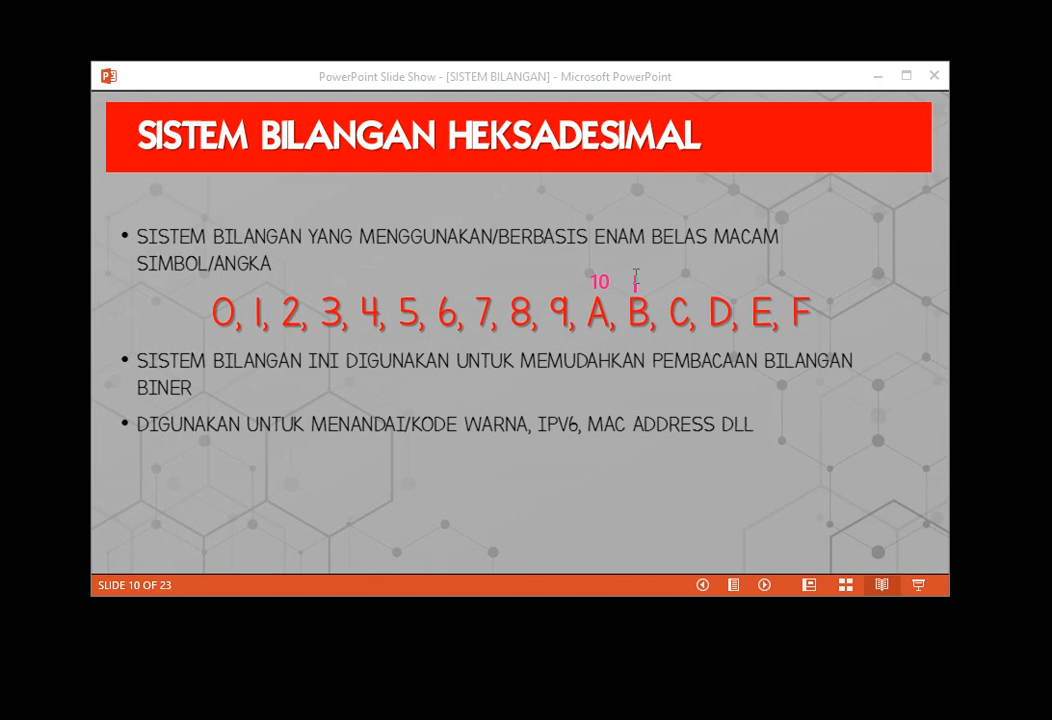 PowerPoint Slide Show - [SISTEM BILANGAN] - Microsoft PowerPoint
SISTEM BILANGAN HEKSADESIMAL
• SISTEM BILANGAN YANG MENGGUNAKAN/BERBASIS ENAM BELAS MACAM
SIMBOL/ANGKA
10
0, 1, 2, 3, 4, 5, 6, 7, 8, 9, A, B, C, D, E, F
• SISTEM BILANGAN INI DIGUNAKAN UNTUK MEMUDAHKAN PEMBACAAN BILANGAN
BINER
• DIGUNAKAN UNTUK MENANDAI/KODE WARNA, IPV6, MAC ADDRESS DLL
SLIDE 10 OF 23